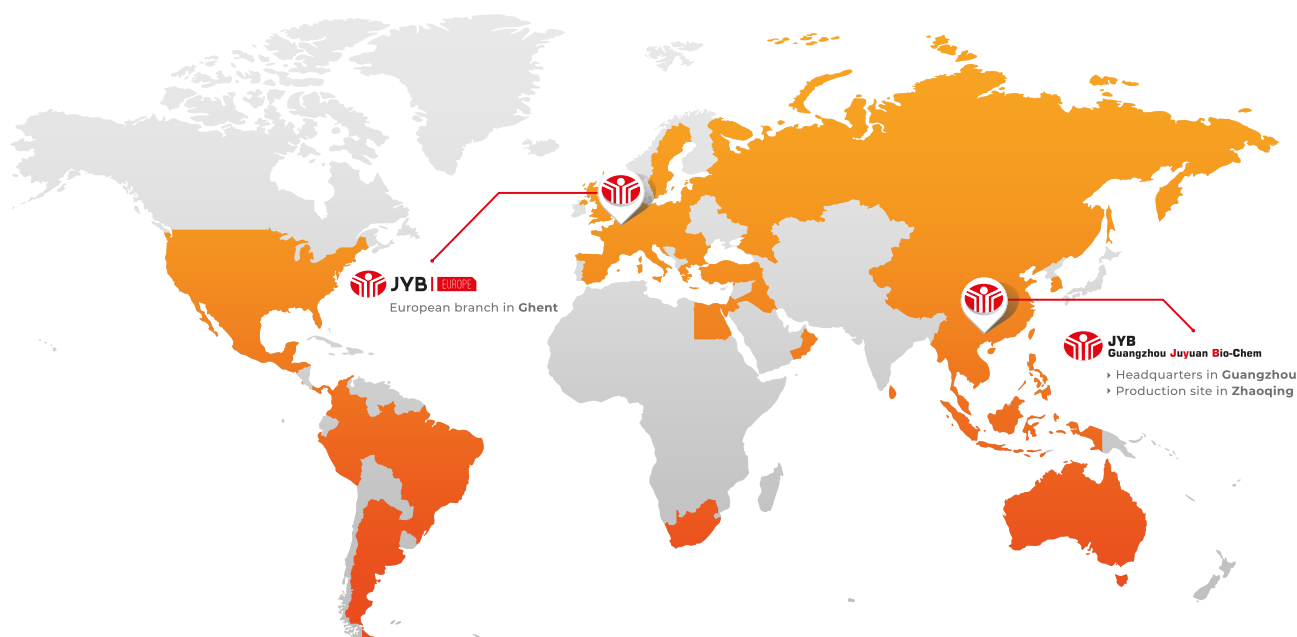 JYB EUROPE
European branch in Ghent
JYB
Guangzhou Juyuan Bio-Chem
Headquarters in Guangzhou
Production site in Zhaoqing